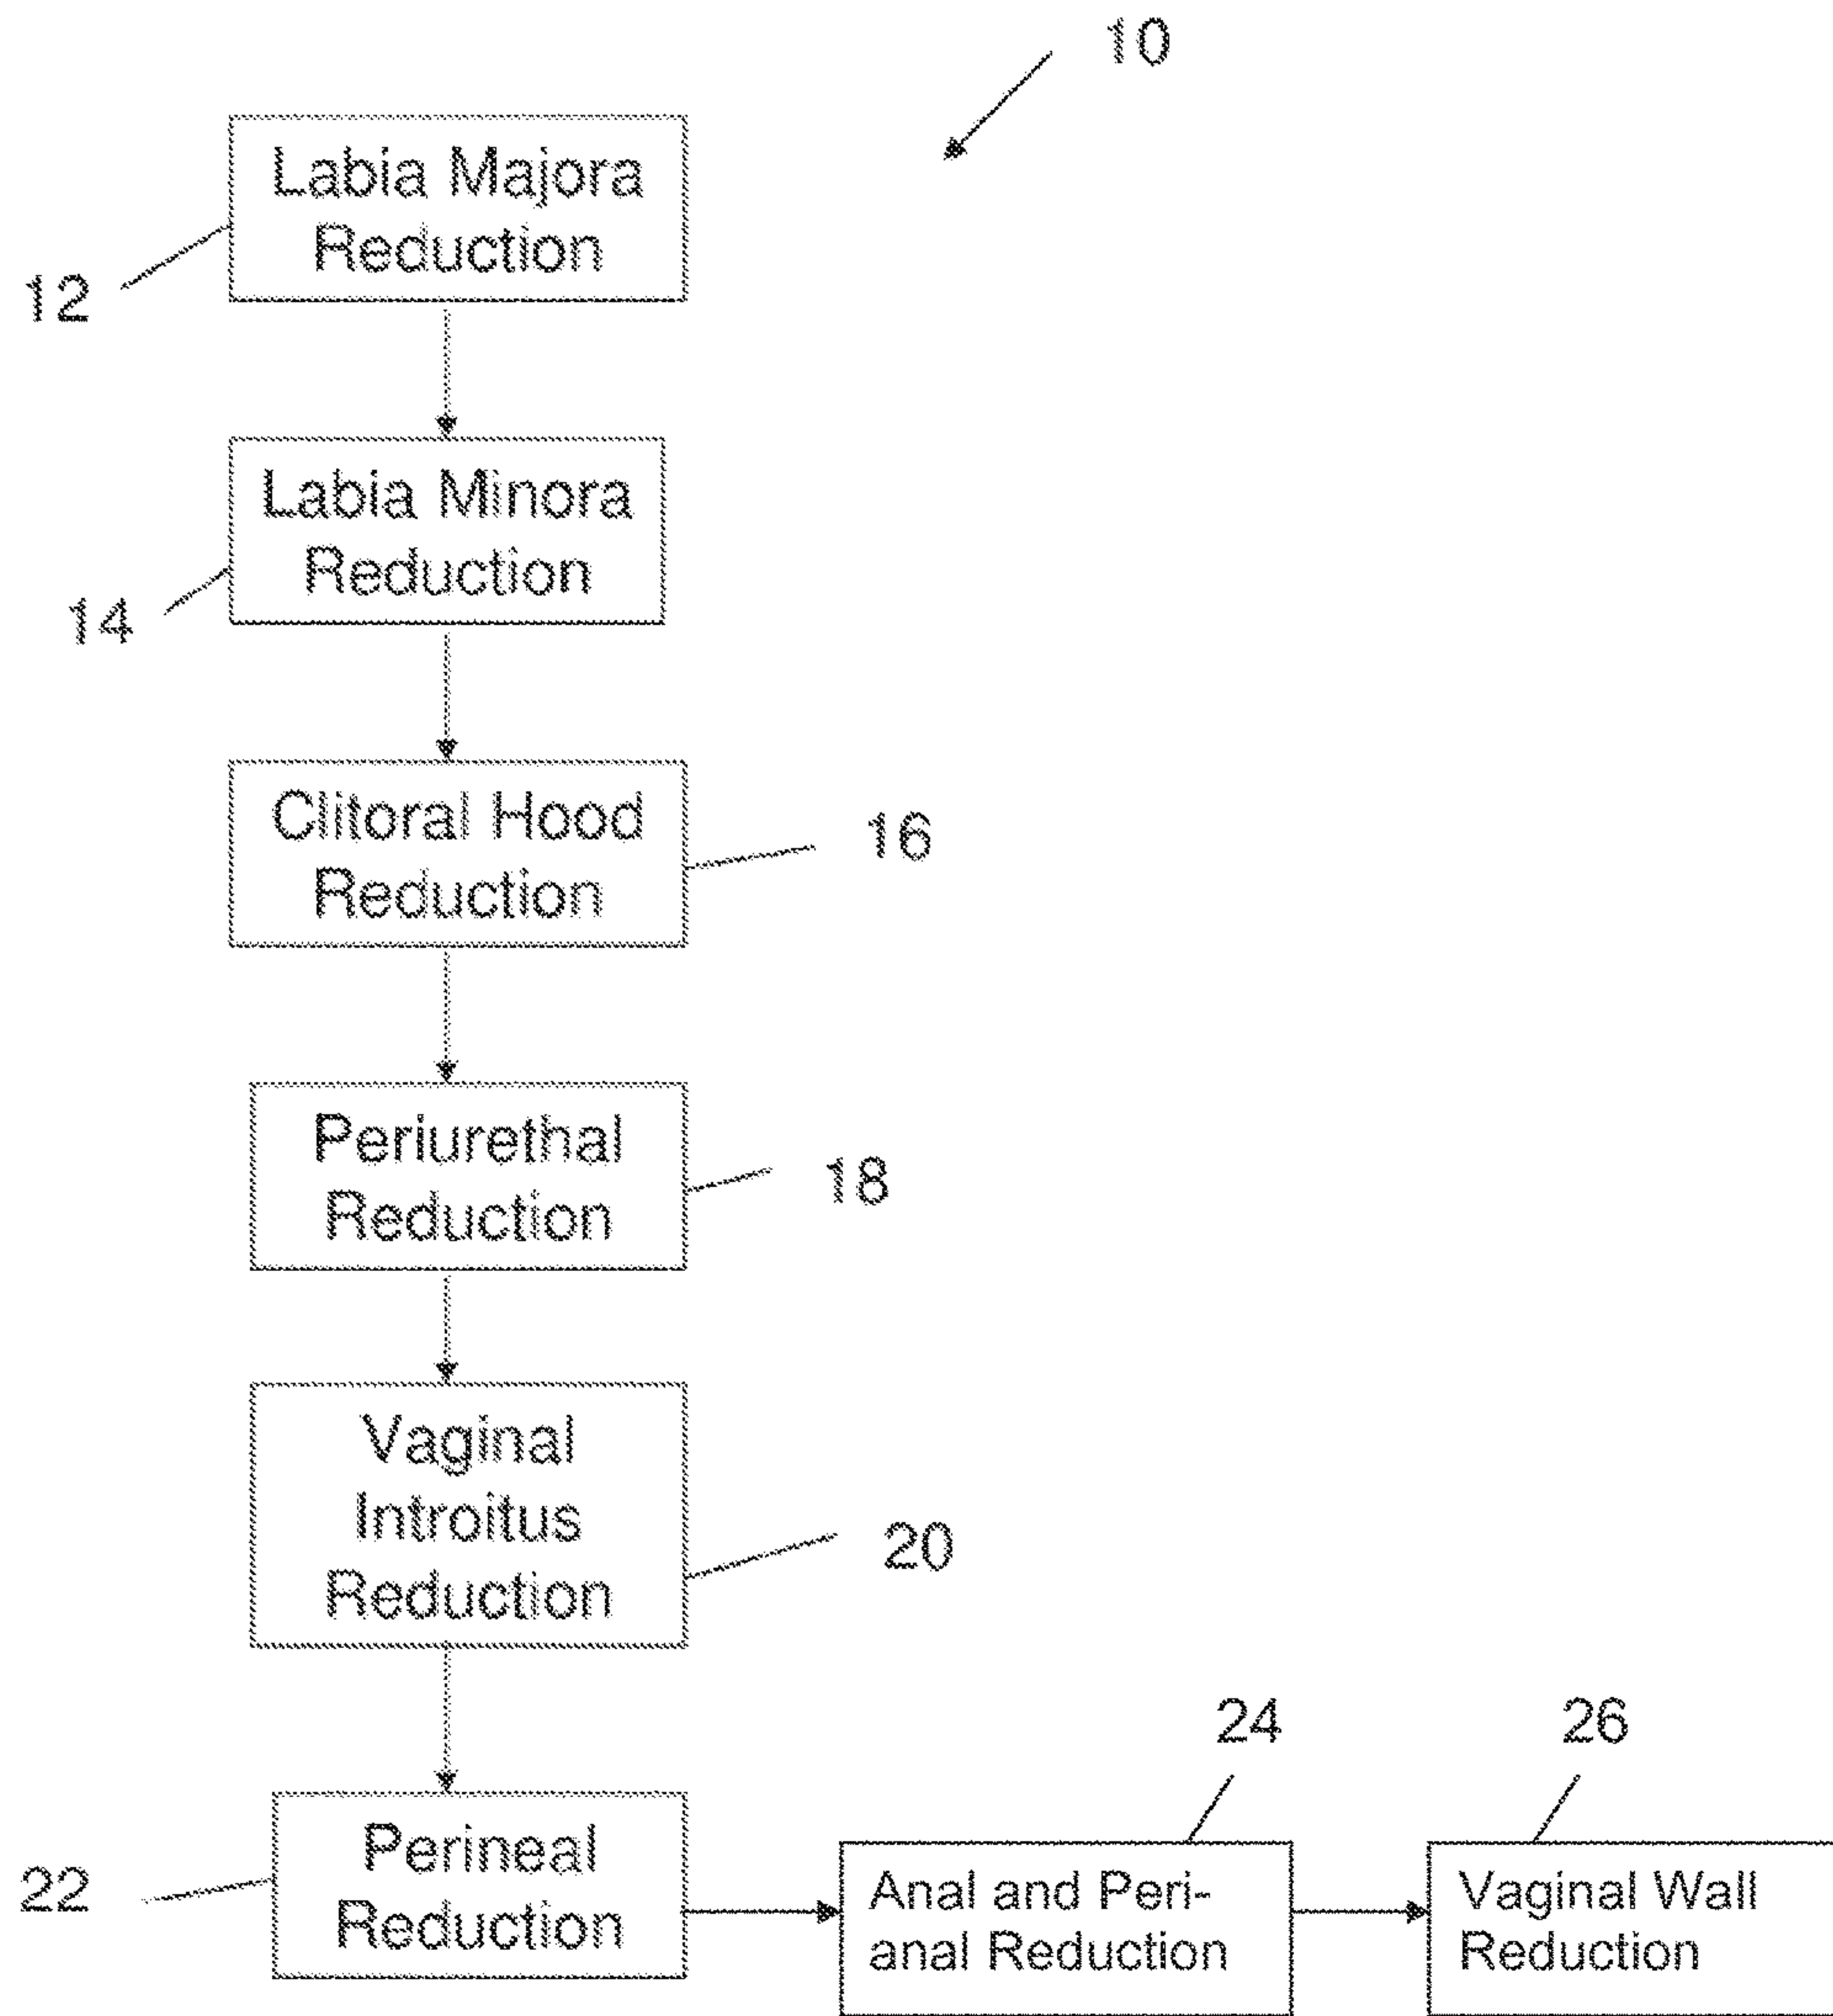 10
Labia Majora
Reduction
12
Labia Minora
Reduction
14
Clitoral Hood
Reduction
16
Periurethal
Reduction
18
Vaginal
Introitus
Reduction
20
Perineal
Reduction
22
24
Anal and Peri-
anal Reduction
26
Vaginal Wall
Reduction